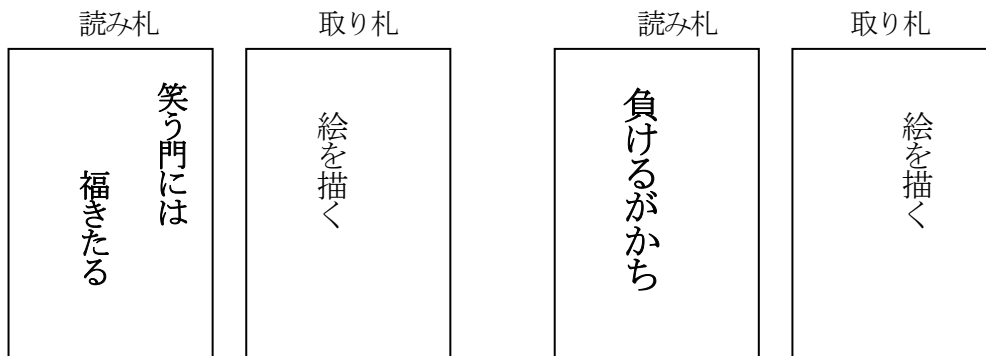 読み札
取り札
読み札
取り札
笑う門には
福きたる
絵を描く
負けるがかち
絵を描く